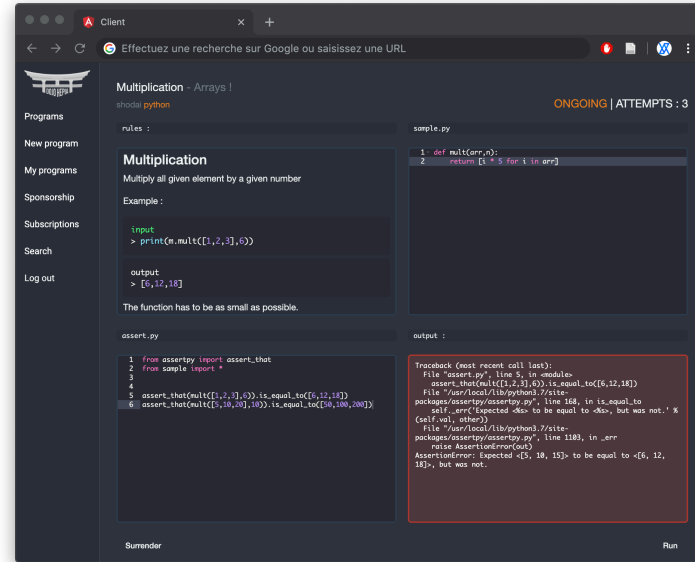 Client
Effectuez une recherche sur Google ou saisissez une URL
DOJO HEPIA
Programs
New program
My programs
Sponsorship
Subscriptions
Search
Log out
Multiplication - Arrays !
shodai python
ONGOING | ATTEMPTS : 3
rules :
Multiplication
Multiply all given element by a given number
Example :
input
> print(m.mult([1,2,3],6))
output
> [6,12,18]
The function has to be as small as possible.
sample.py
1 def mult(arr,n):
2 return [i * 5 for i in arr]
assert.py
1 from assertpy import assert_that
2 from sample import *
3
4
5 assert_that(mult([1,2,3],6)).is_equal_to([6,12,18])
6 assert_that(mult([5,10,20],10)).is_equal_to([50,100,200])
output :
Traceback (most recent call last):
File "assert.py", line 5, in <module>
assert_that(mult([1,2,3],6)).is_equal_to([6,12,18])
File "/usr/local/lib/python3.7/site-
packages/assertpy/assertpy.py", line 168, in is_equal_to
self._err('Expected <%s> to be equal to <%s>, but was not.' %
(self.val, other))
File "/usr/local/lib/python3.7/site-
packages/assertpy/assertpy.py", line 1103, in _err
raise AssertionError(out)
AssertionError: Expected <[5, 10, 15]> to be equal to <[6, 12,
18]>, but was not.
Surrender
Run